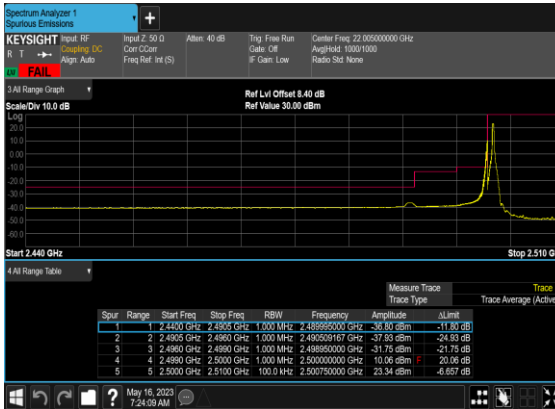 Spectrum Analyzer 1
Spurious Emissions
+
KEYSIGHT Input: RF Input Z: 50 Ω Atten: 40 dB Trig: Free Run Center Freq: 22.005000000 GHz
R T Coupling: DC Corr CCorr Gate: Off Avg|Hold: 1000/1000
Align: Auto Freq Ref: Int (S) IF Gain: Low Radio Std: None
FAIL
3 All Range Graph
Ref Lvl Offset 8.40 dB
Scale/Div 10.0 dB Ref Value 30.00 dBm
Log
20.0
10.0
0.00
-10.0
-20.0
-30.0
-40.0
-50.0
-60.0
Start 2.440 GHz Stop 2.510 G
4 All Range Table
Measure Trace Trace
Trace Type Trace Average (Active
Spur Range Start Freq Stop Freq RBW Frequency Amplitude ΔLimit
1 1 2.4400 GHz 2.4905 GHz 1.000 MHz 2.489995000 GHz -36.80 dBm -11.80 dB
2 2 2.4905 GHz 2.4960 GHz 1.000 MHz 2.490509167 GHz -37.93 dBm -24.93 dB
3 3 2.4960 GHz 2.4990 GHz 1.000 MHz 2.498950000 GHz -31.75 dBm -21.75 dB
4 4 2.4990 GHz 2.5000 GHz 1.000 MHz 2.500000000 GHz 10.06 dBm F 20.06 dB
5 5 2.5000 GHz 2.5100 GHz 100.0 kHz 2.500750000 GHz 23.34 dBm -6.657 dB
? May 16, 2023
7:24:09 AM